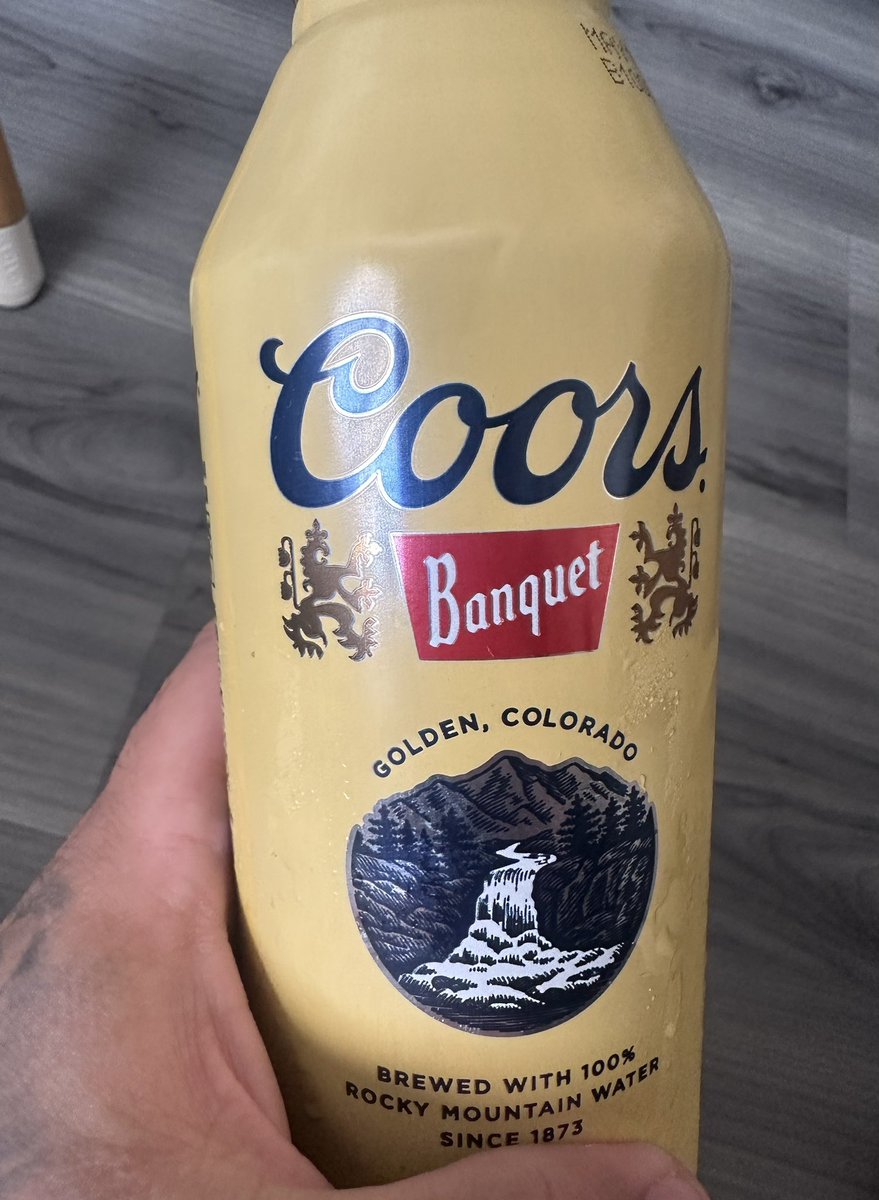 Coors
Banquet
GOLDEN, COLORADO
BREWED WITH 100%
ROCKY MOUNTAIN WATER
SINCE 1873